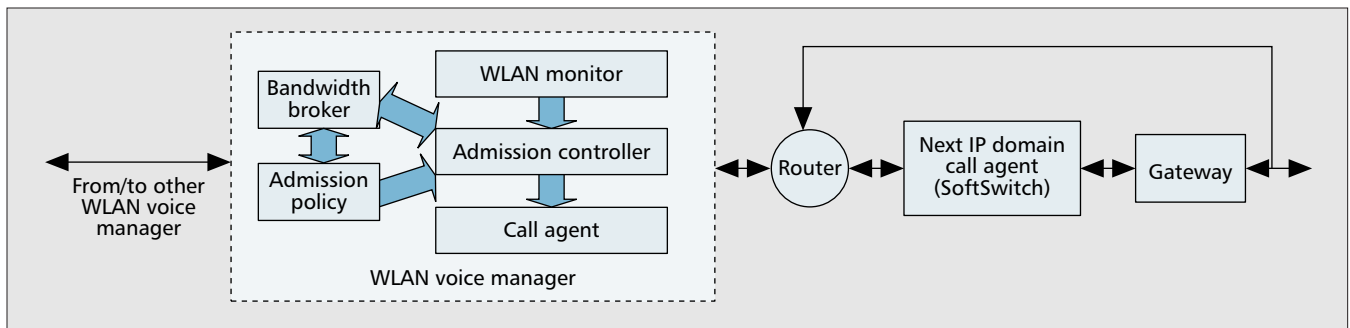 From/to other
WLAN voice
manager
Bandwidth
broker
Admission
policy
WLAN monitor
Admission controller
Call agent
WLAN voice manager
Router
Next IP domain
call agent
(SoftSwitch)
Gateway